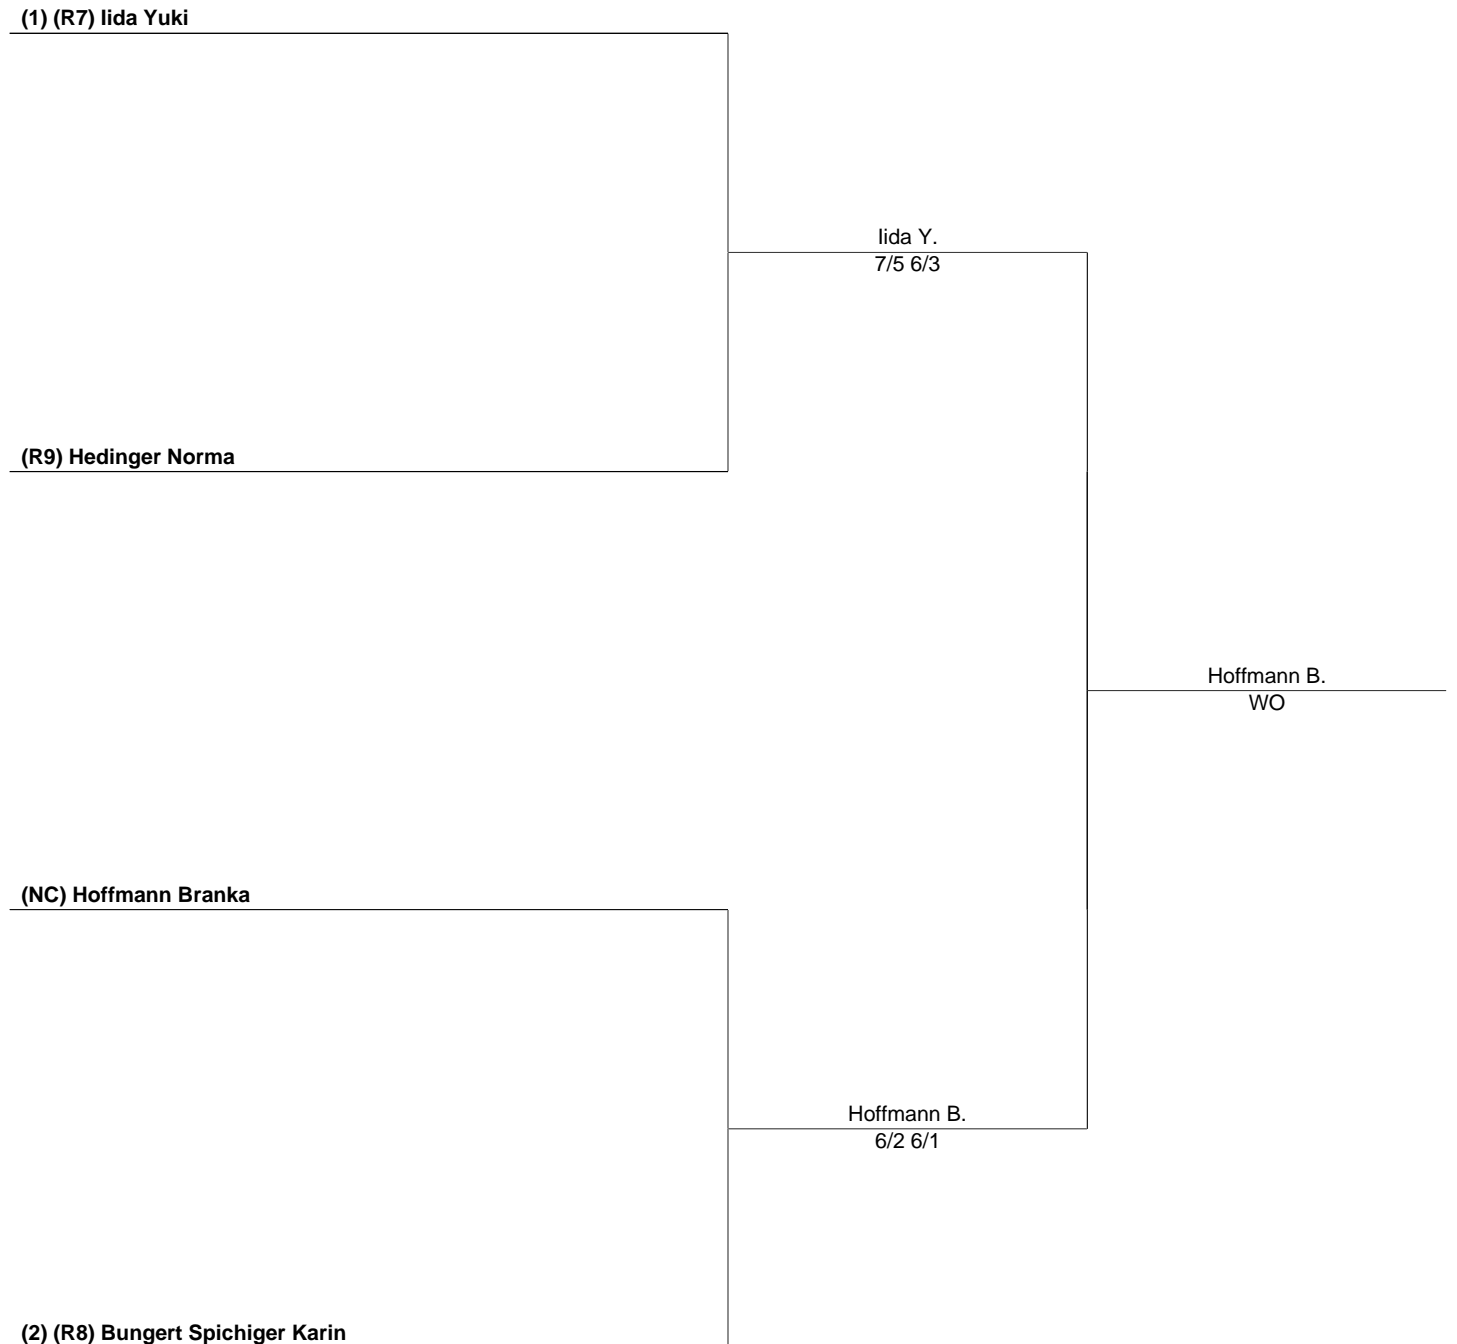 (1) (R7) Iida Yuki
Iida Y.
7/5 6/3
(R9) Hedinger Norma
Hoffmann B.
WO
(NC) Hoffmann Branka
Hoffmann B.
6/2 6/1
(2) (R8) Bungert Spichiger Karin